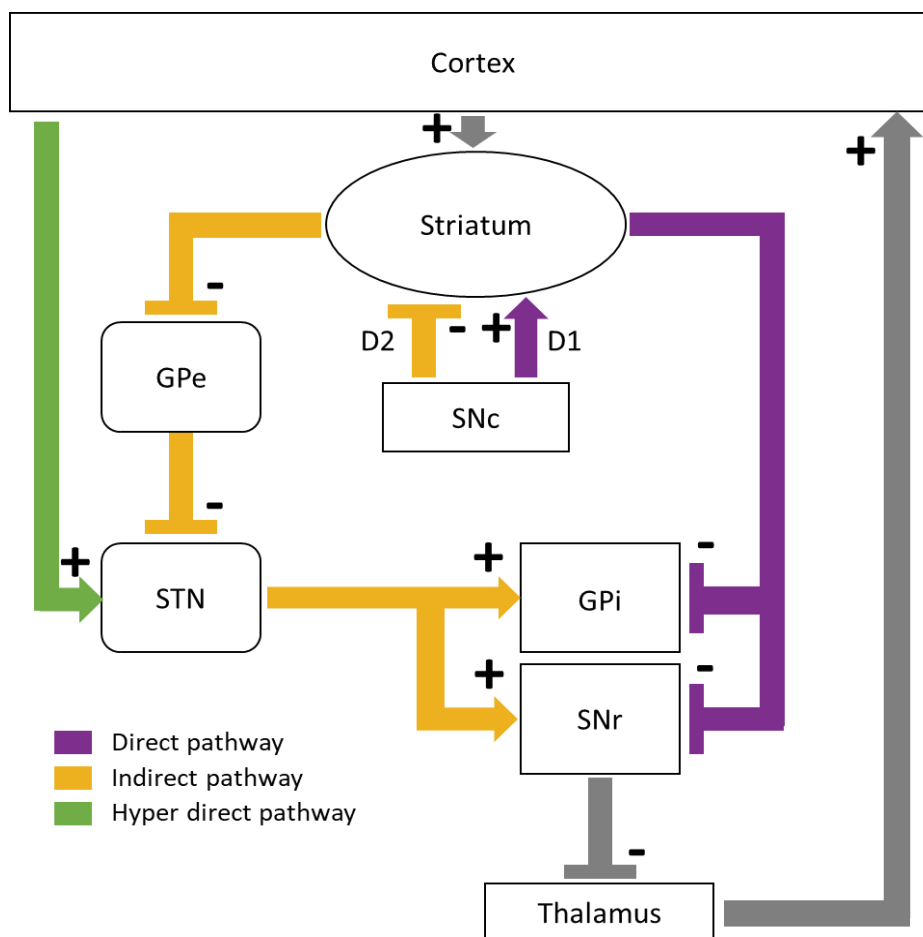 Cortex
+
+
Striatum
-
D2
-
+
D1
GPe
SNc
-
+
STN
+
GPi
-
+
SNr
-
Direct pathway
Indirect pathway
Hyper direct pathway
-
Thalamus